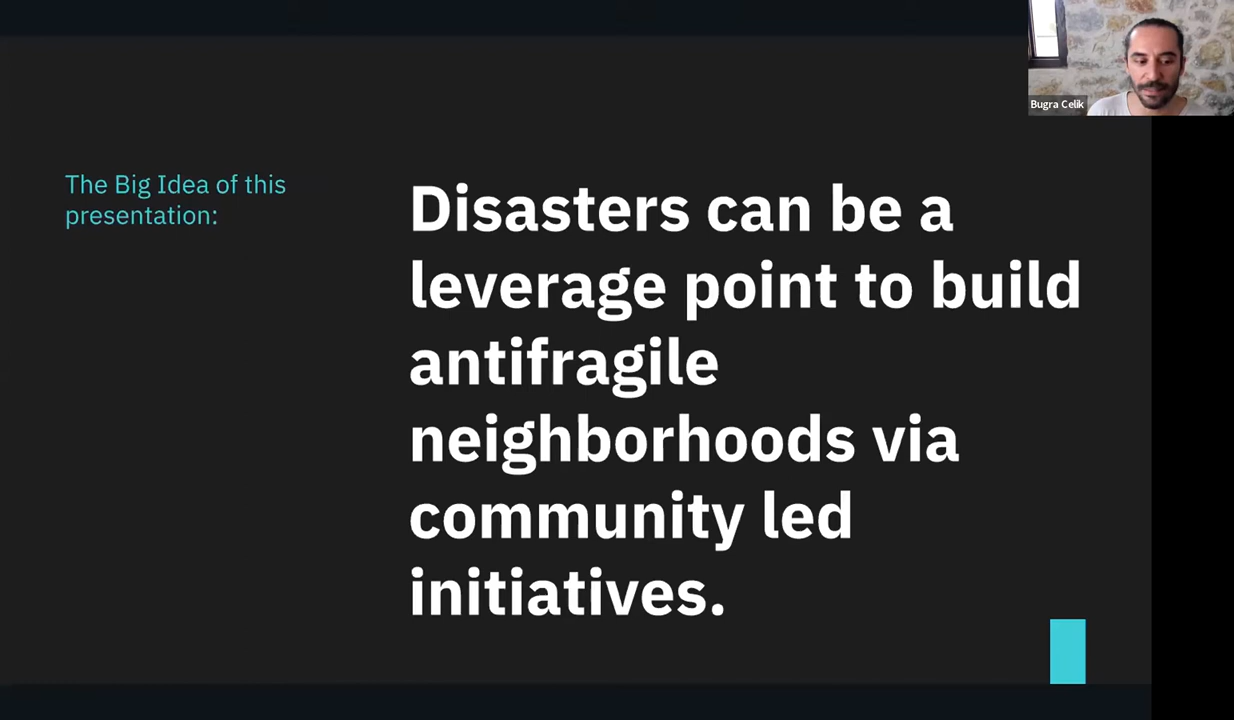 The Big Idea of this
presentation:
Disasters can be a
leverage point to build
antifragile
neighborhoods via
community led
initiatives.
Bugra Celik